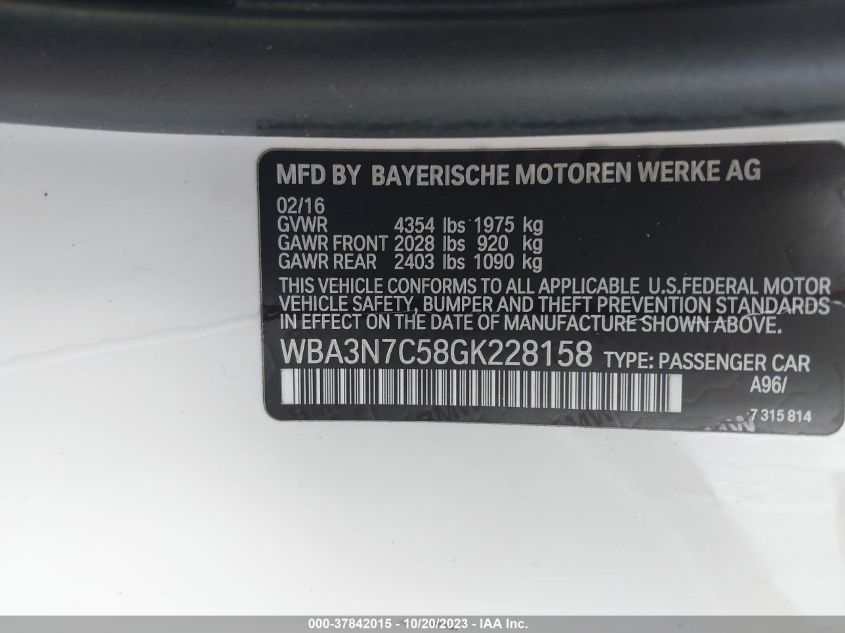 MFD BY BAYERISCHE MOTOREN WERKE AG
02/16
GVWR 4354 lbs 1975 kg
GAWR FRONT 2028 lbs 920 kg
GAWR REAR 2403 lbs 1090 kg
THIS VEHICLE CONFORMS TO ALL APPLICABLE U.S.FEDERAL MOTOR
VEHICLE SAFETY, BUMPER AND THEFT PREVENTION STANDARDS
IN EFFECT ON THE DATE OF MANUFACTURE SHOWN ABOVE.
WBA3N7C58GK228158 TYPE: PASSENGER CAR
A96/
7 315 814
000-37842015 - 10/20/2023 - IAA Inc.